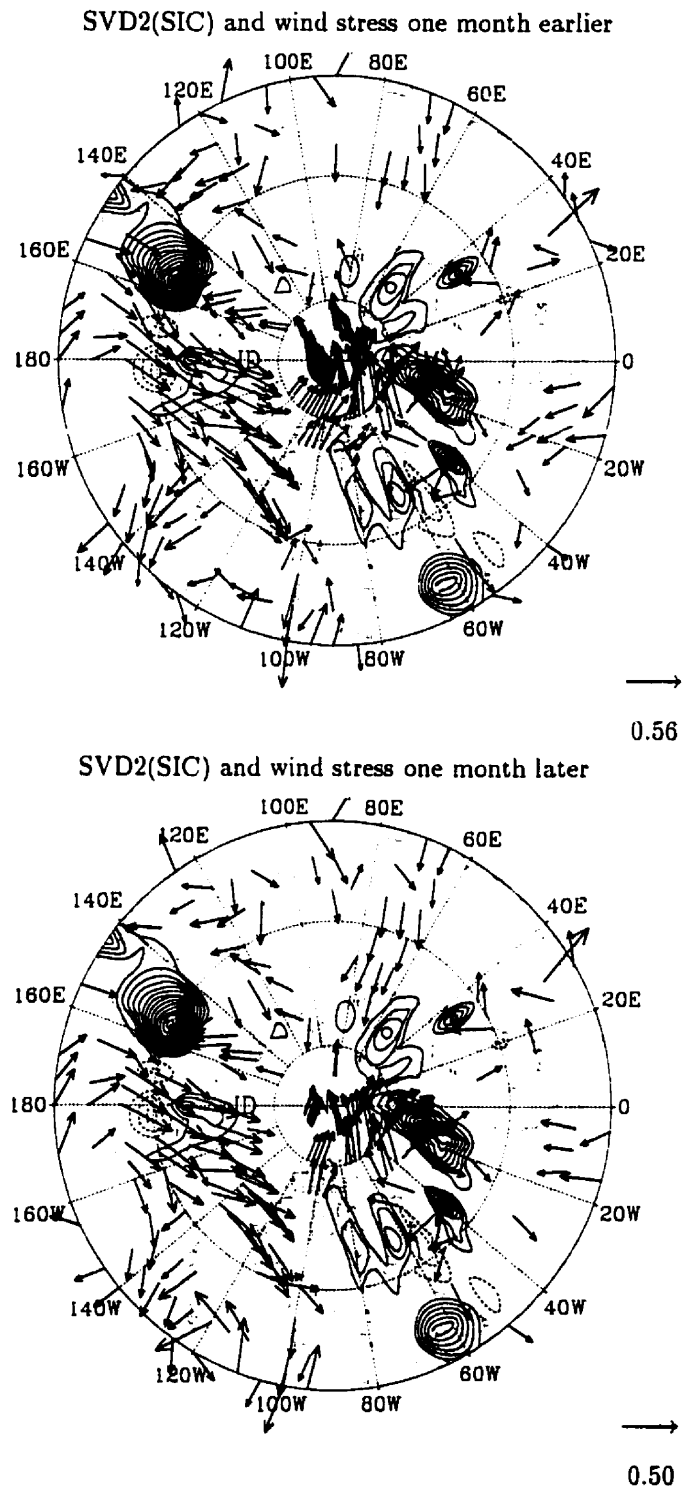 SVD2(SIC) and wind stress one month earlier
100E 80E
120E 60E
140E 40E
160E 20E
180 ID 0
160W 20W
140W 40W
120W 60W
100W 80W
0.56
SVD2(SIC) and wind stress one month later
100E 80E
120E 60E
140E 40E
160E 20E
180 ID 0
160W 20W
140W 40W
120W 60W
100W 80W
0.50